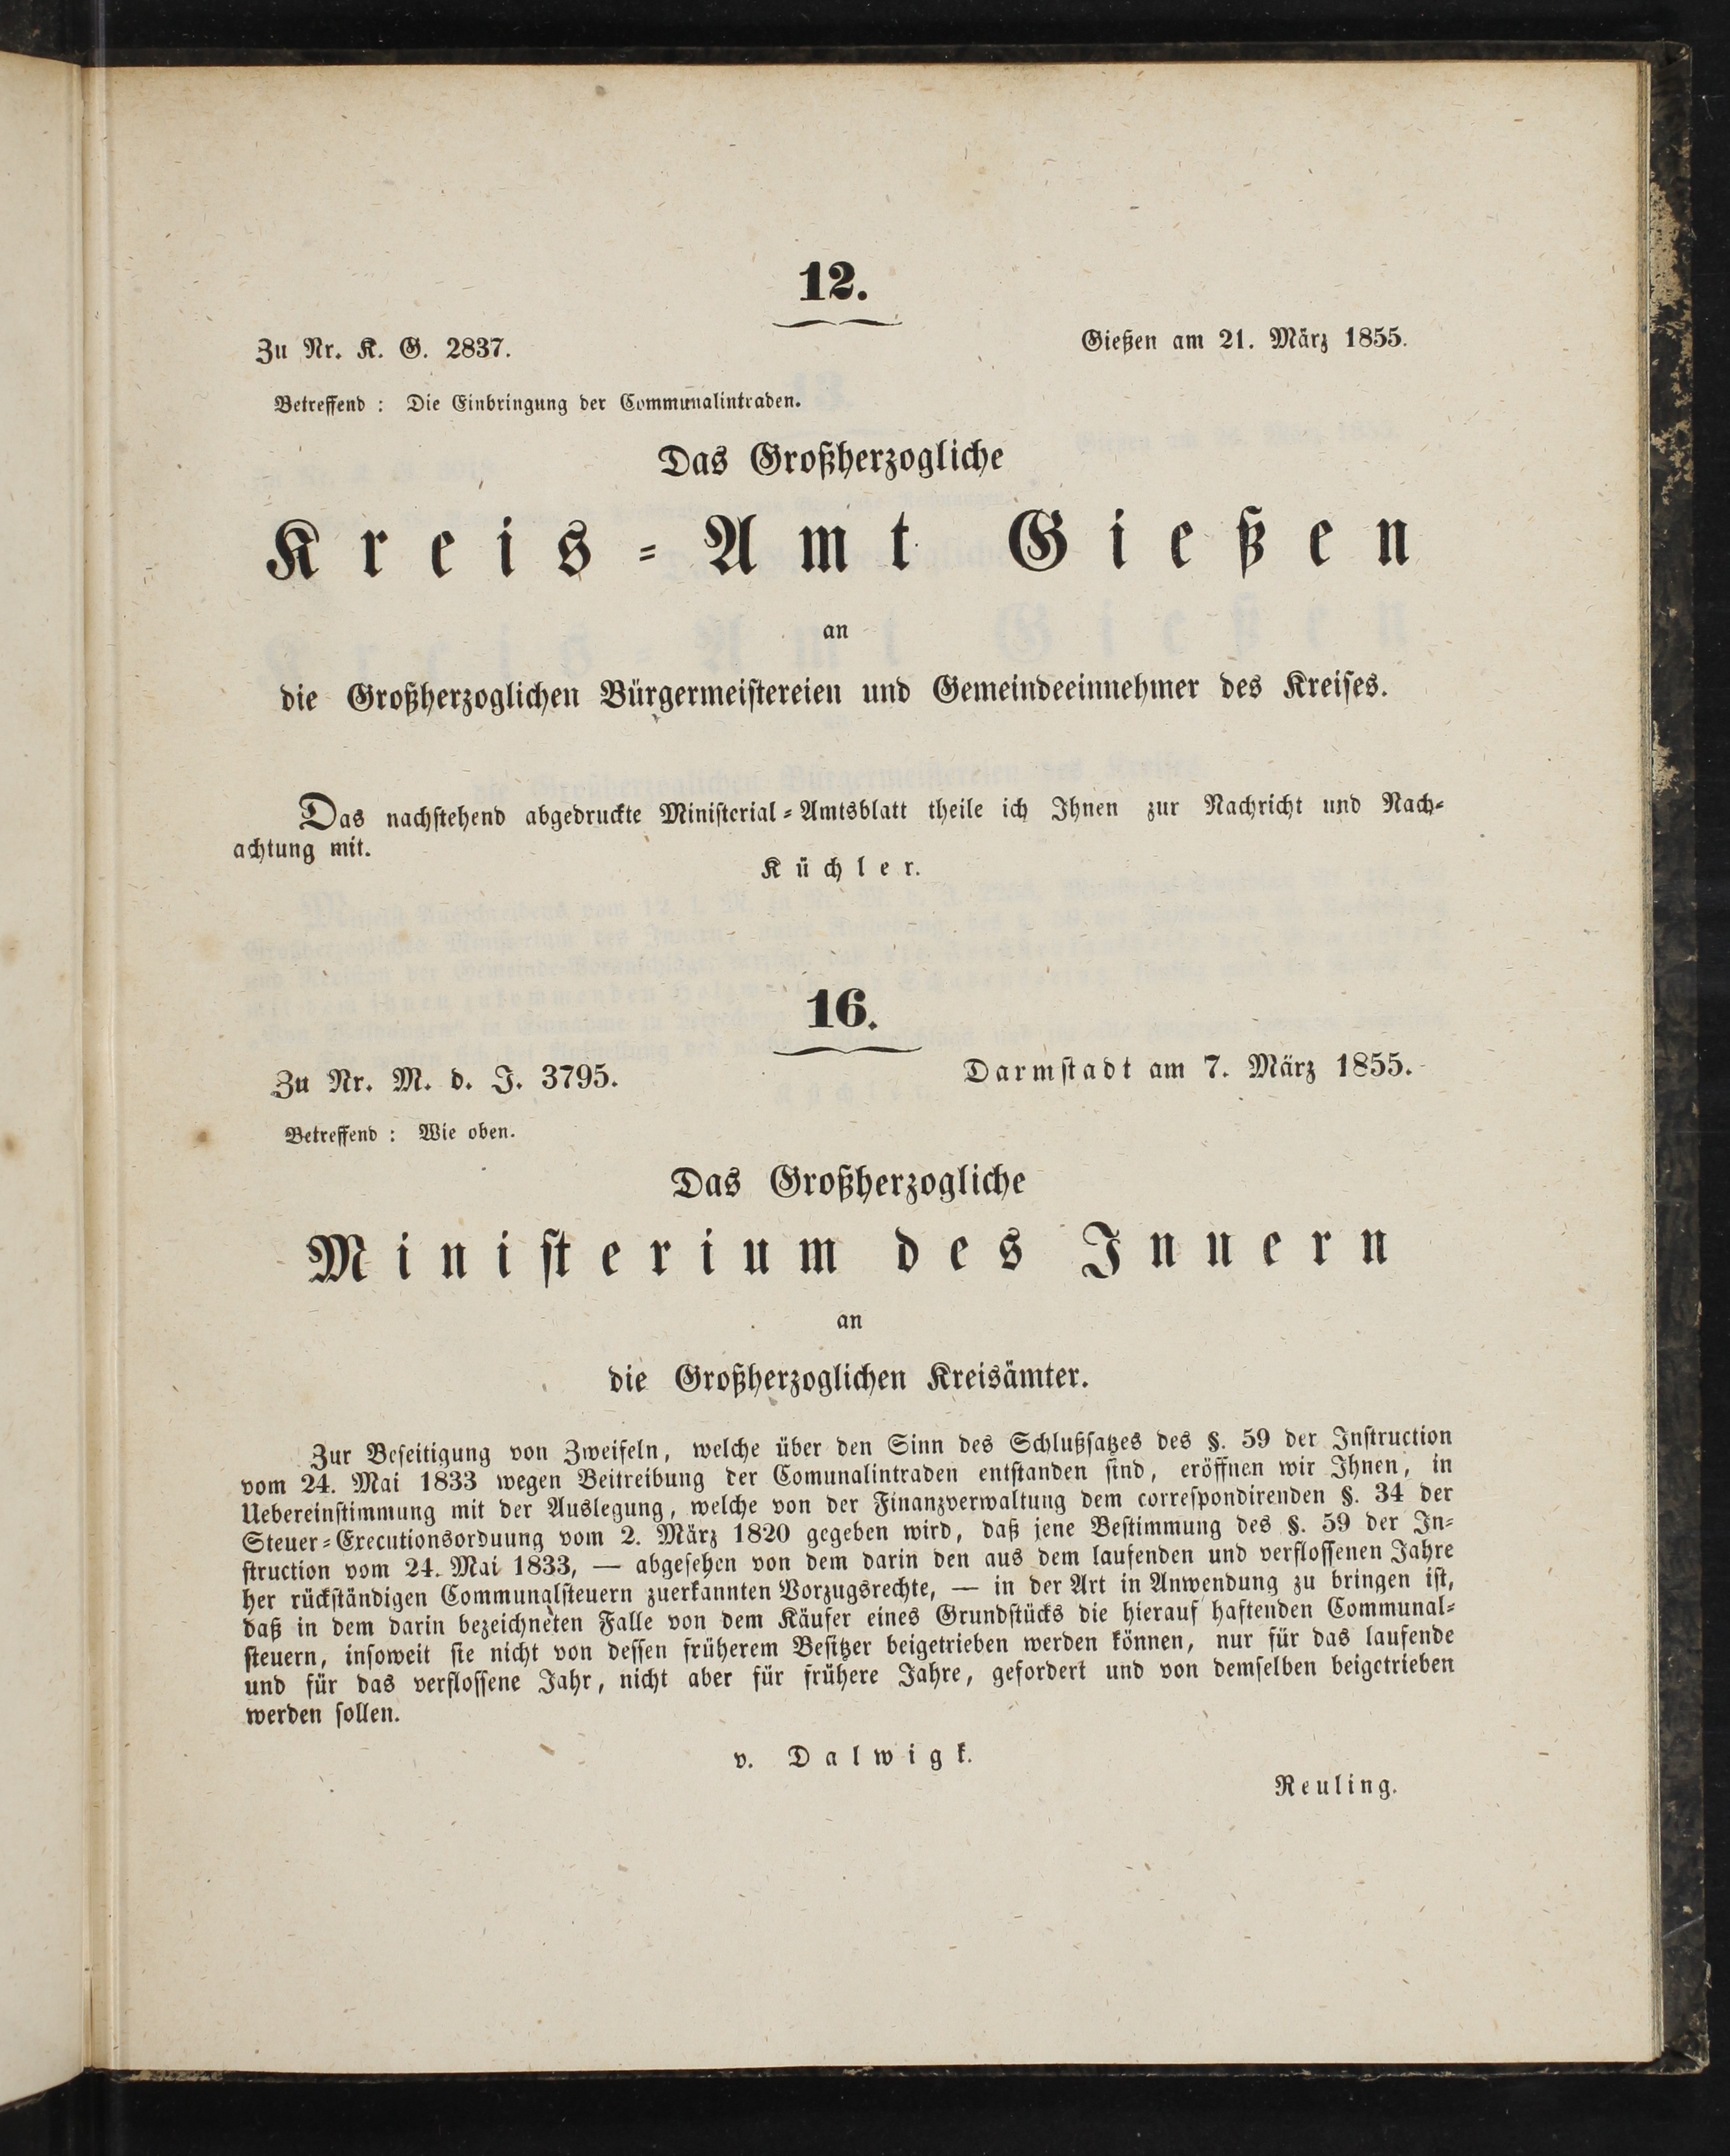 12.
Zu Nr. K. G. 2837.
Gießen am 21. März 1855.
Betreffend: Die Einbringung der Communalintraden.
Das Großherzogliche
Kreis-Amt Gießen
an
die Großherzoglichen Bürgermeistereien und Gemeindeeinnehmer des Kreises.
Das nachstehend abgedruckte Ministerial-Amtsblatt theile ich Ihnen zur Nachricht und Nach-
achtung mit.
Küchler.
16.
Zu Nr. M. d. J. 3795.
Darmstadt am 7. März 1855.
Betreffend: Wie oben.
Das Großherzogliche
Ministerium des Innern
an
die Großherzoglichen Kreisämter.
Zur Beseitigung von Zweifeln, welche über den Sinn des Schlußsatzes des §. 59 der Instruction
vom 24. Mai 1833 wegen Beitreibung der Comunalintraden entstanden sind, eröffnen wir Ihnen, in
Uebereinstimmung mit der Auslegung, welche von der Finanzverwaltung dem correspondirenden §. 34 der
Steuer-Executionsorduung vom 2. März 1820 gegeben wird, daß jene Bestimmung des §. 59 der In-
struction vom 24. Mai 1833, — abgesehen von dem darin den aus dem laufenden und verflossenen Jahre
her rückständigen Communalsteuern zuerkannten Vorzugsrechte, — in der Art in Anwendung zu bringen ist,
daß in dem darin bezeichneten Falle von dem Käufer eines Grundstücks die hierauf haftenden Communal-
steuern, insoweit sie nicht von dessen früherem Besitzer beigetrieben werden können, nur für das laufende
und für das verflossene Jahr, nicht aber für frühere Jahre, gefordert und von demselben beigetrieben
werden sollen.
v. Dalwigk.
Reuling.